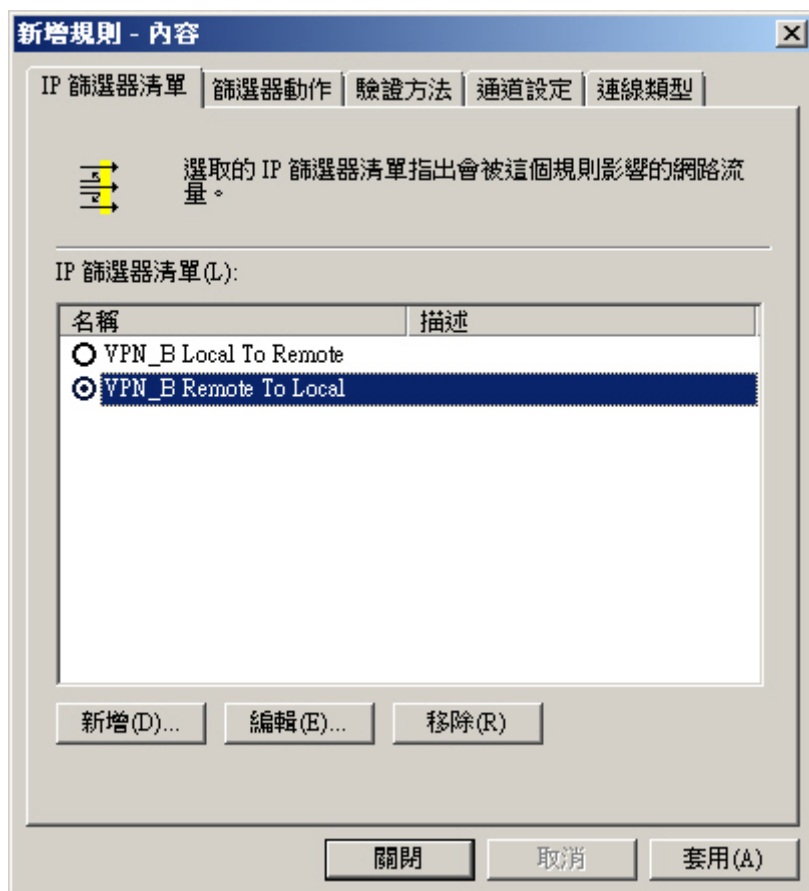 新增規則 - 內容
IP 篩選器清單 篩選器動作 驗證方法 通道設定 連線類型
選取的 IP 篩選器清單指出會被這個規則影響的網路流
量。
IP 篩選器清單(L):
名稱 描述
VPN_B Local To Remote
VPN_B Remote To Local
新增(D)... 編輯(E)... 移除(R)
關閉 取消 套用(A)